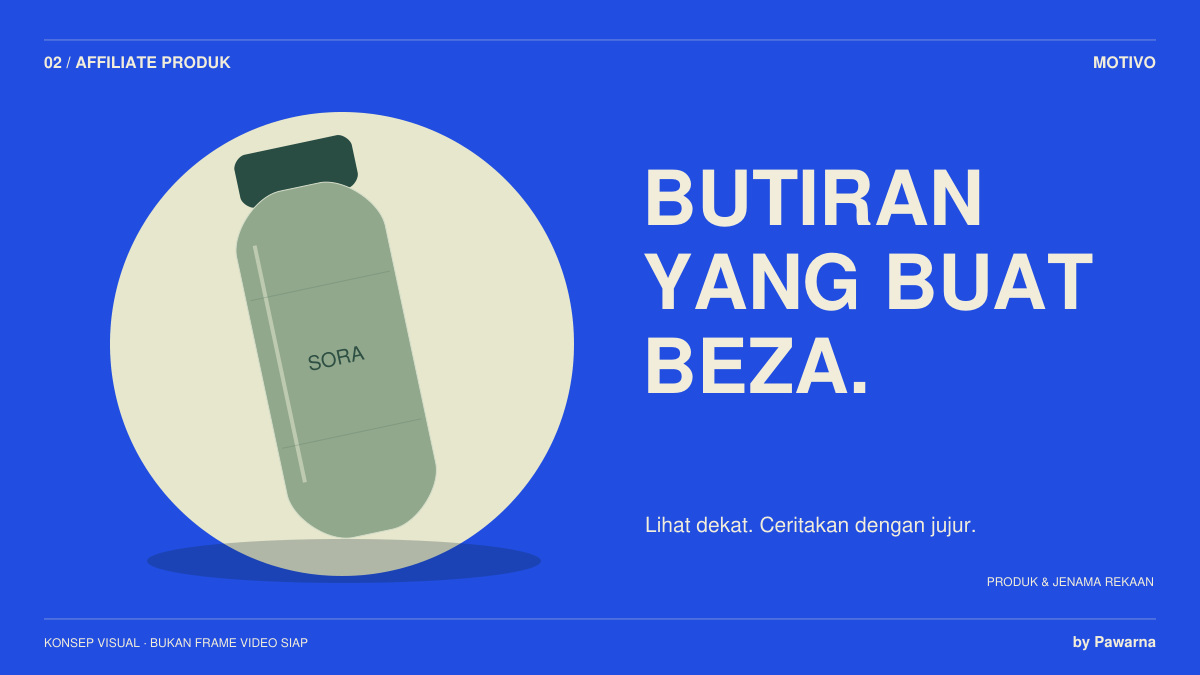 02 / AFFILIATE PRODUK
MOTIVO
SORA
BUTIRAN
YANG BUAT
BEZA.
Lihat dekat. Ceritakan dengan jujur.
PRODUK & JENAMA REKAAN
KONSEP VISUAL · BUKAN FRAME VIDEO SIAP
by Pawarna